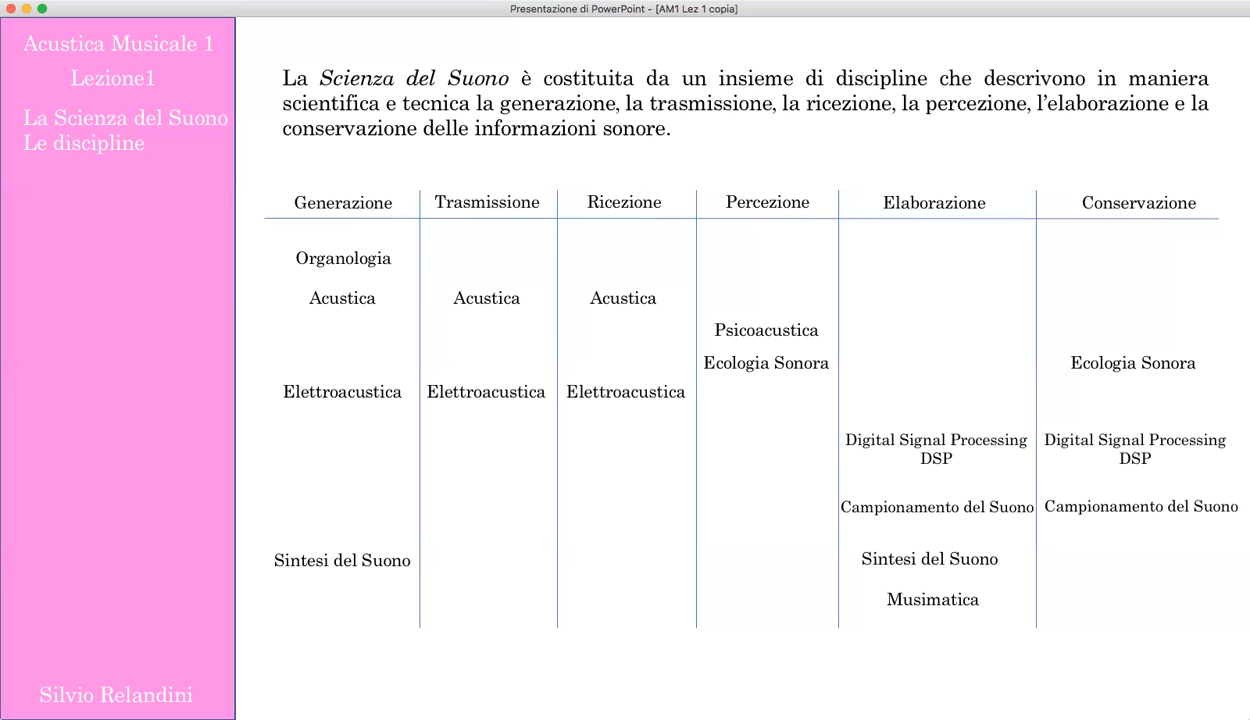 Presentazione di PowerPoint - [AM1 Lez 1 copia]
Acustica Musicale 1
Lezione1
La Scienza del Suono
Le discipline
La Scienza del Suono è costituita da un insieme di discipline che descrivono in maniera
scientifica e tecnica la generazione, la trasmissione, la ricezione, la percezione, l'elaborazione e la
conservazione delle informazioni sonore.
Generazione Trasmissione Ricezione Percezione Elaborazione Conservazione
Organologia
Acustica Acustica Acustica
Psicoacustica
Ecologia Sonora Ecologia Sonora
Elettroacustica Elettroacustica Elettroacustica
Digital Signal Processing Digital Signal Processing
DSP DSP
Campionamento del Suono Campionamento del Suono
Sintesi del Suono Sintesi del Suono
Musimatica
Silvio Relandini